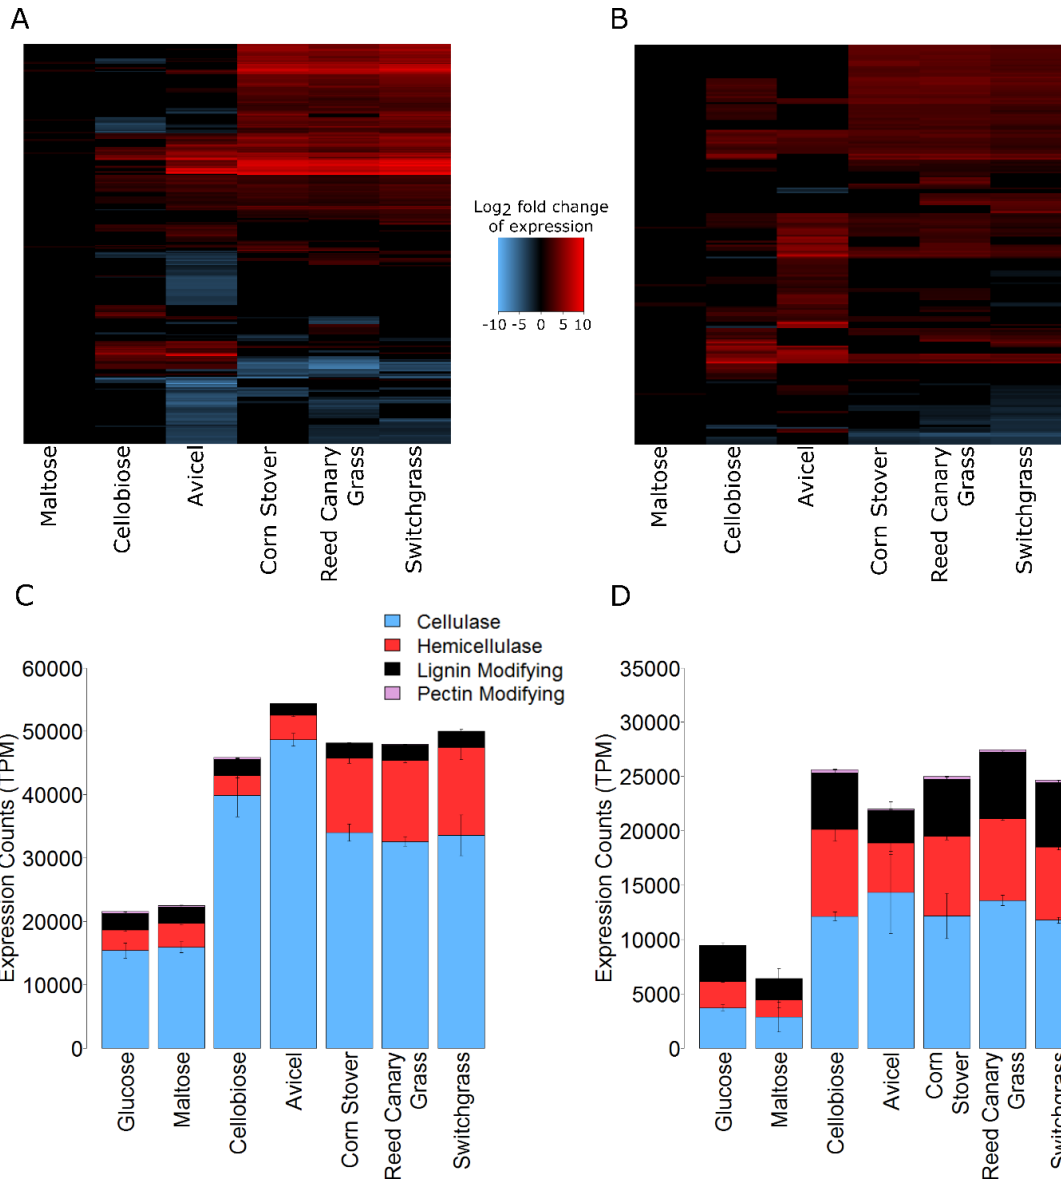 A
B
Log2 fold change
of expression
-10 -5 0 5 10
Maltose
Cellobiose
Avicel
Corn Stover
Reed Canary
Grass
Switchgrass
Maltose
Cellobiose
Avicel
Corn Stover
Reed Canary
Grass
Switchgrass
C
Cellulase
Hemicellulase
Lignin Modifying
Pectin Modifying
Expression Counts (TPM)
60000
50000
40000
30000
20000
10000
0
Glucose
Maltose
Cellobiose
Avicel
Corn Stover
Reed Canary
Grass
Switchgrass
D
Expression Counts (TPM)
35000
30000
25000
20000
15000
10000
5000
0
Glucose
Maltose
Cellobiose
Avicel
Corn
Stover
Reed Canary
Grass
Switchgrass